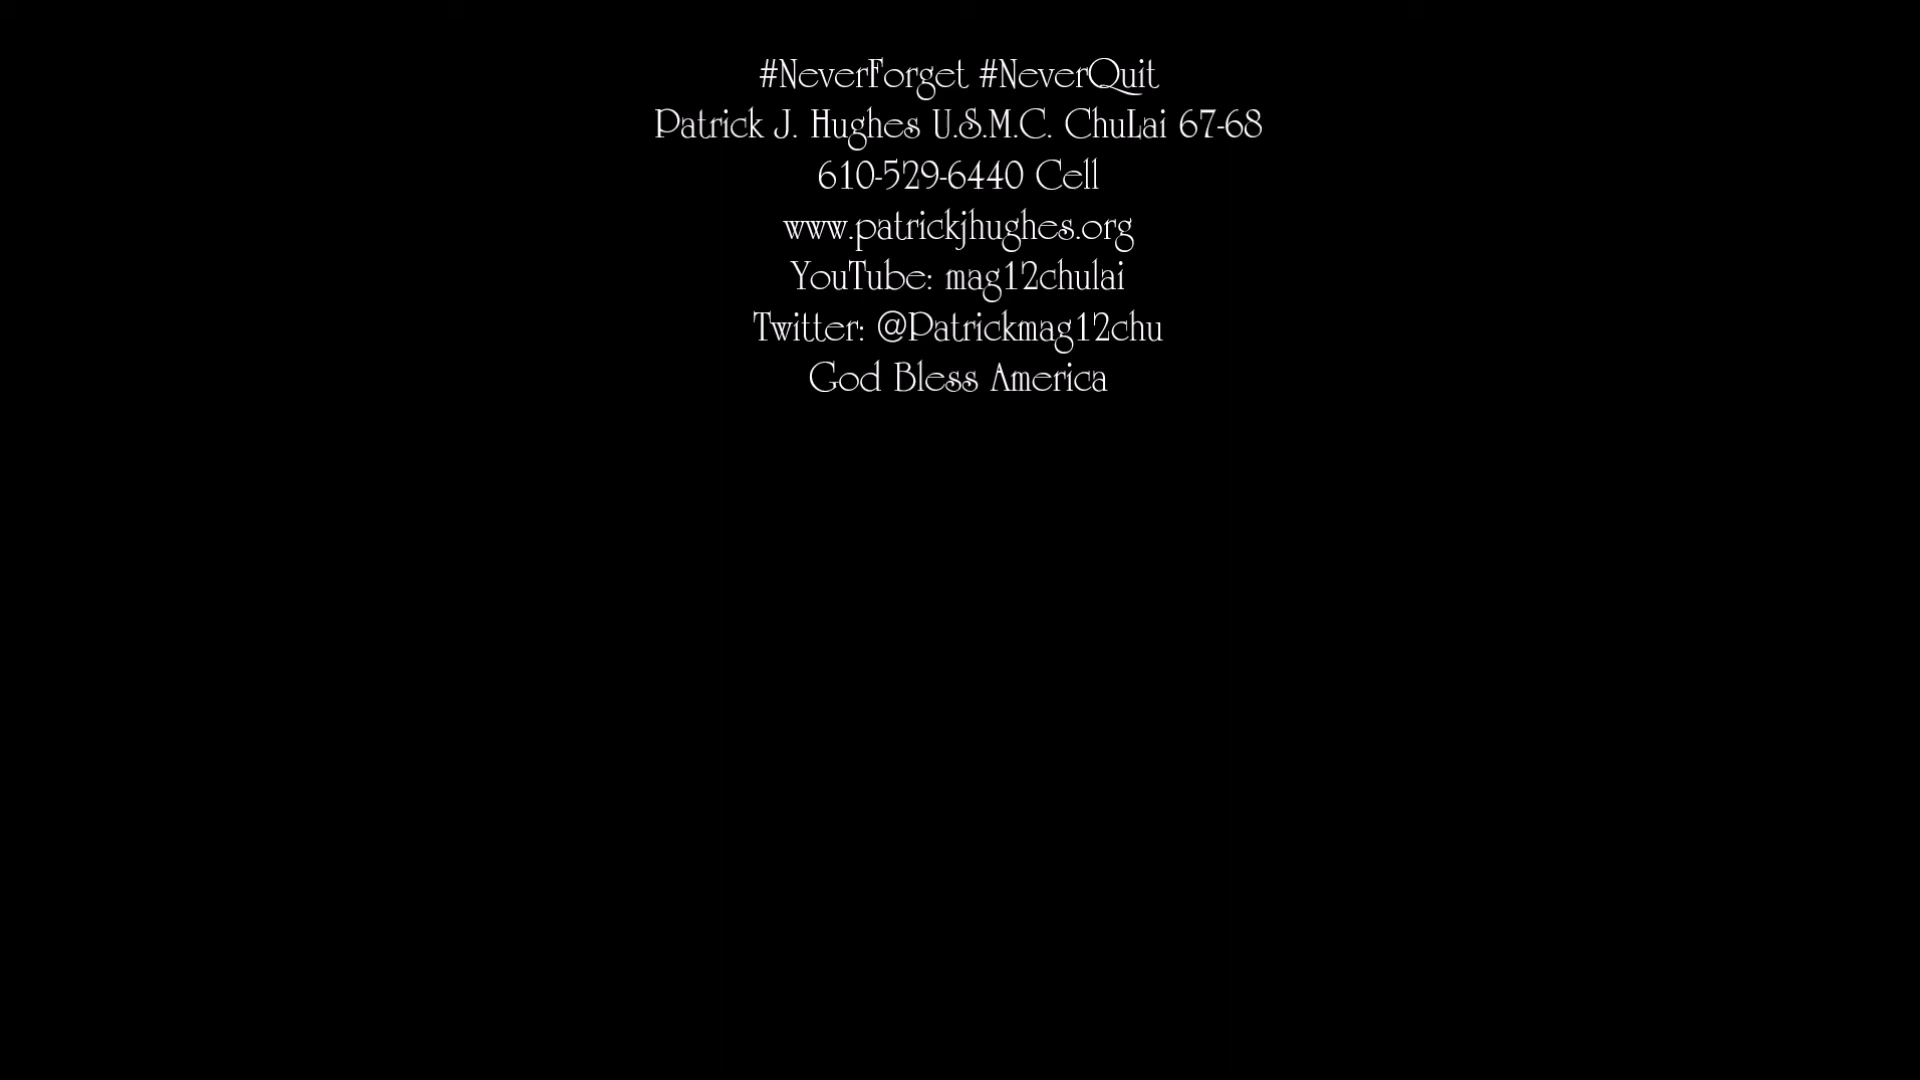 #NeverForget #NeverQuit
Patrick J. Hughes U.S.M.C. ChuLai 67-68
610-529-6440 Cell
www.patrickjhughes.org
YouTube: mag12chulai
Twitter: @Patrickmag12chu
God Bless America